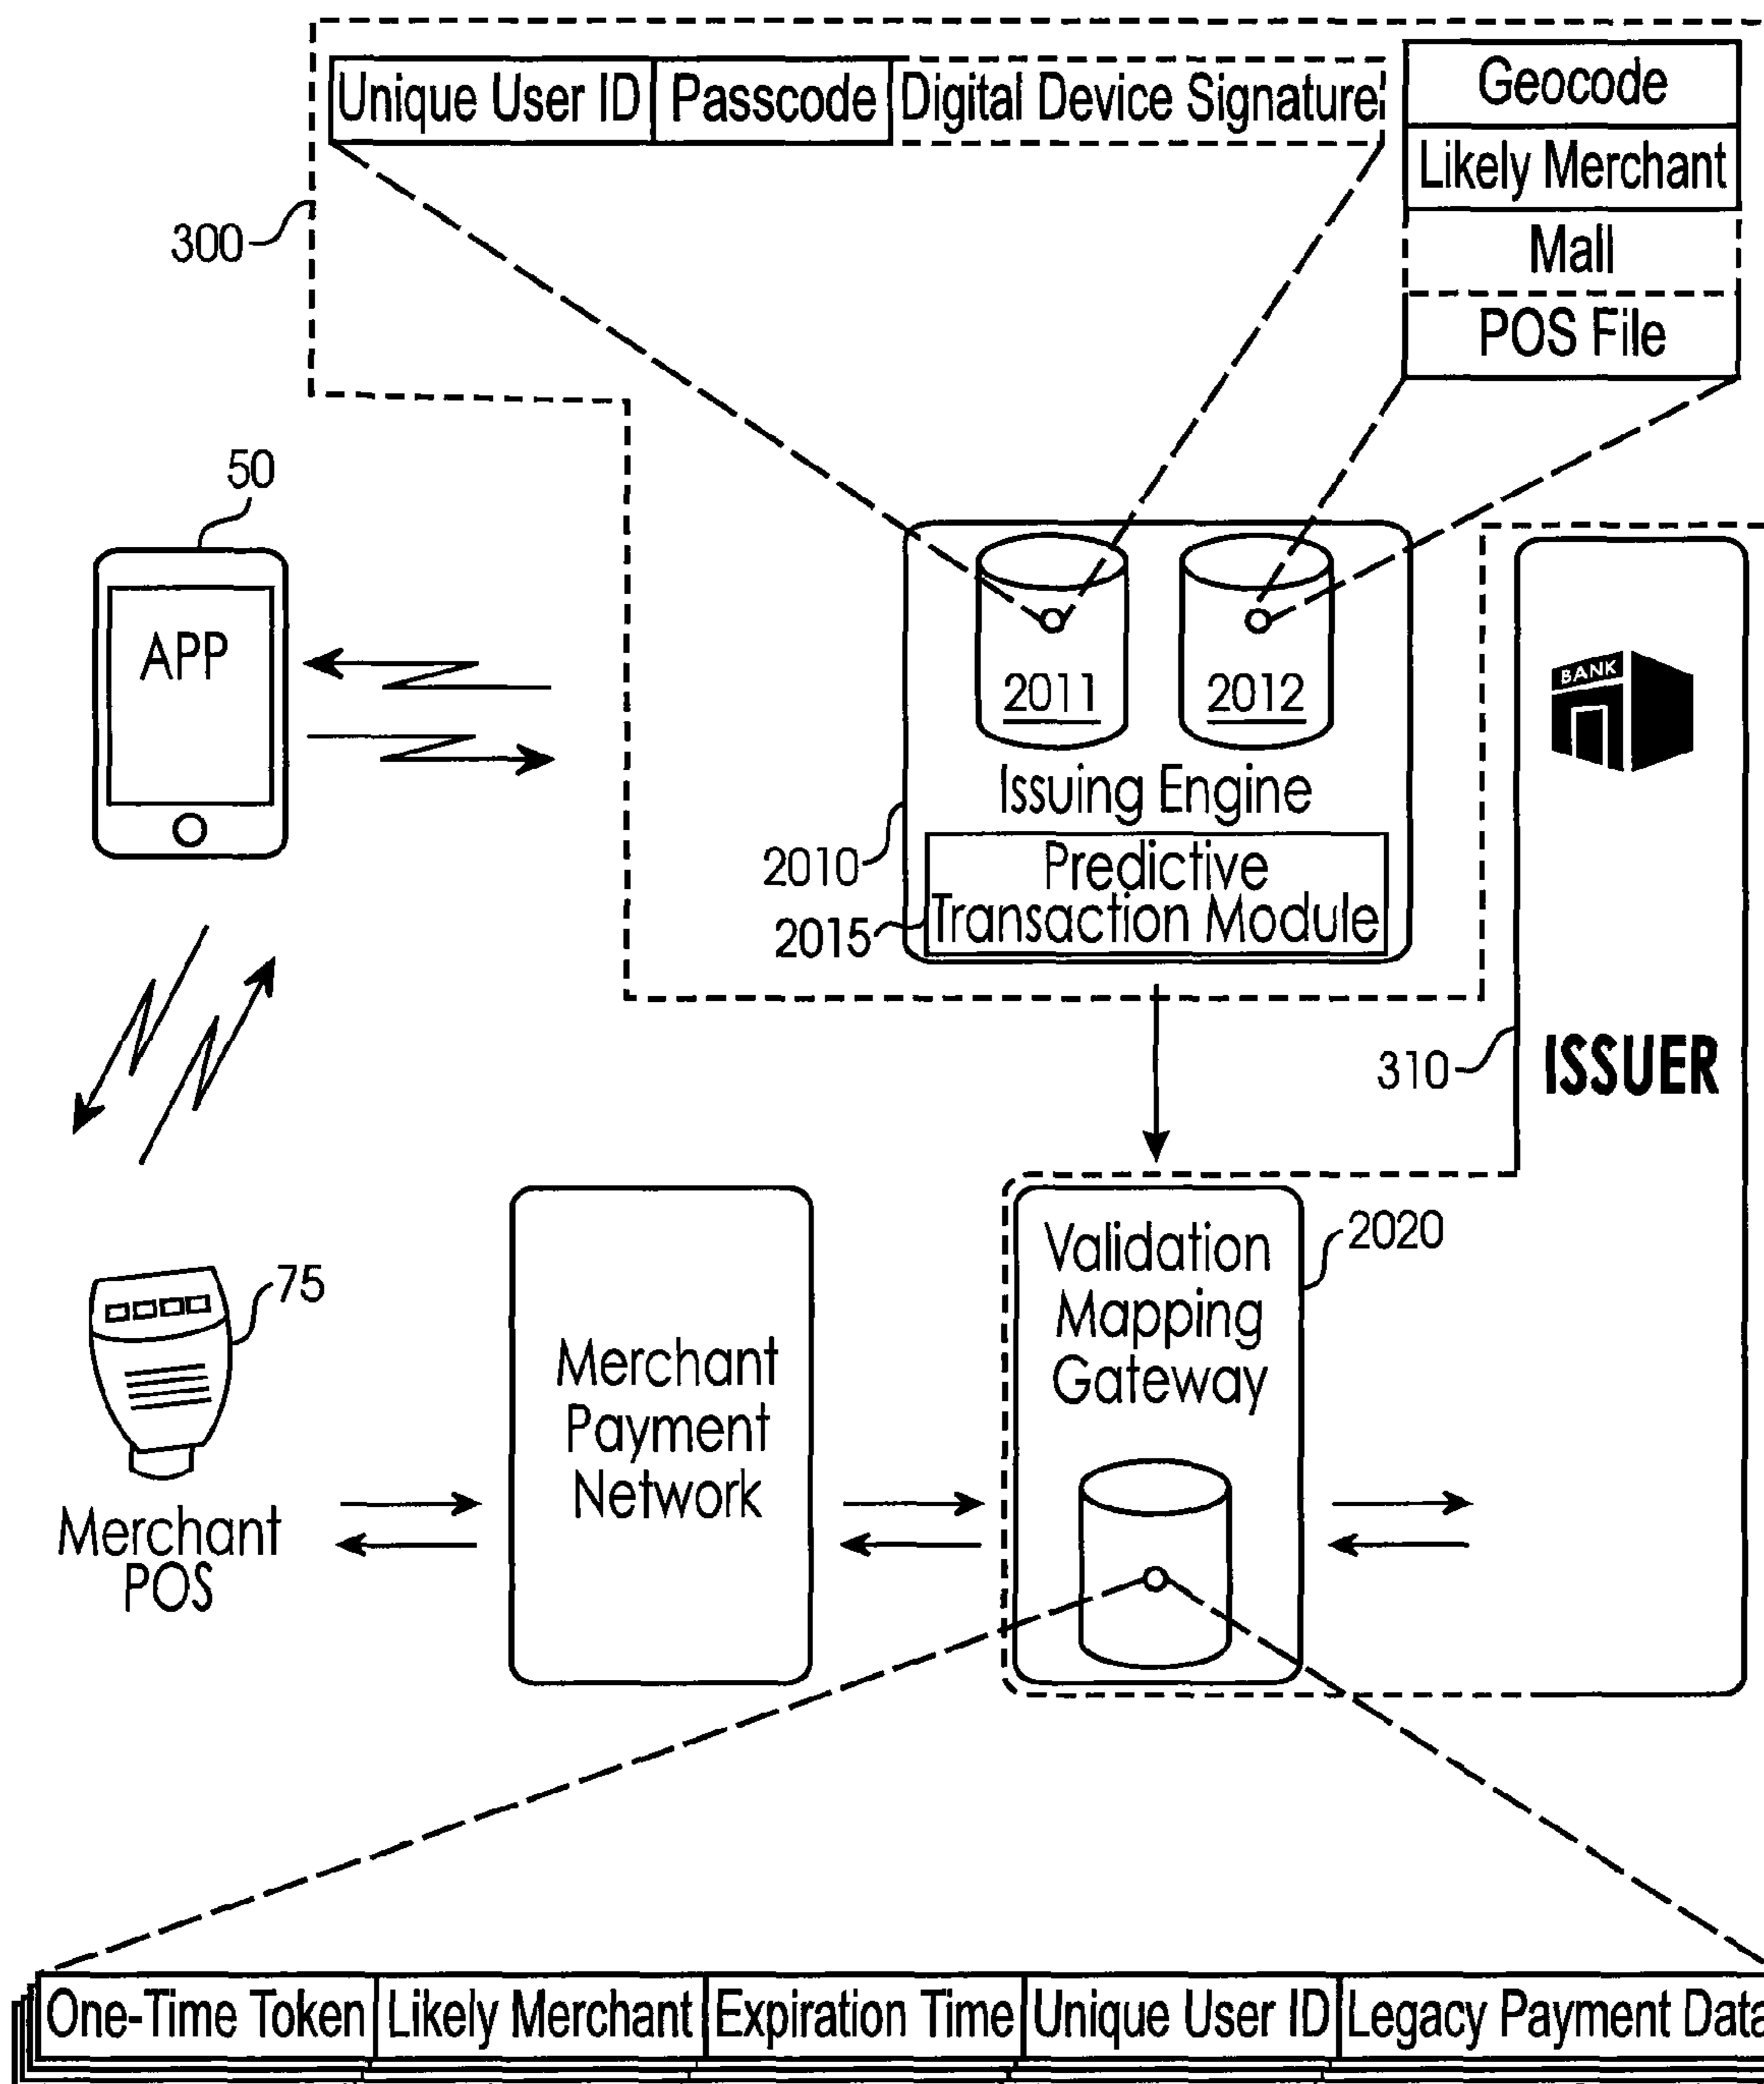 Unique User ID Passcode Digital Device Signature
Geocode
Likely Merchant
Mall
POS File
300
50
APP
2011
2012
Issuing Engine
2010
Predictive
Transaction Module
2015
BANK
310
ISSUER
Validation
Mapping
Gateway
2020
75
Merchant
POS
Merchant
Payment
Network
One-Time Token Likely Merchant Expiration Time Unique User ID Legacy Payment Data